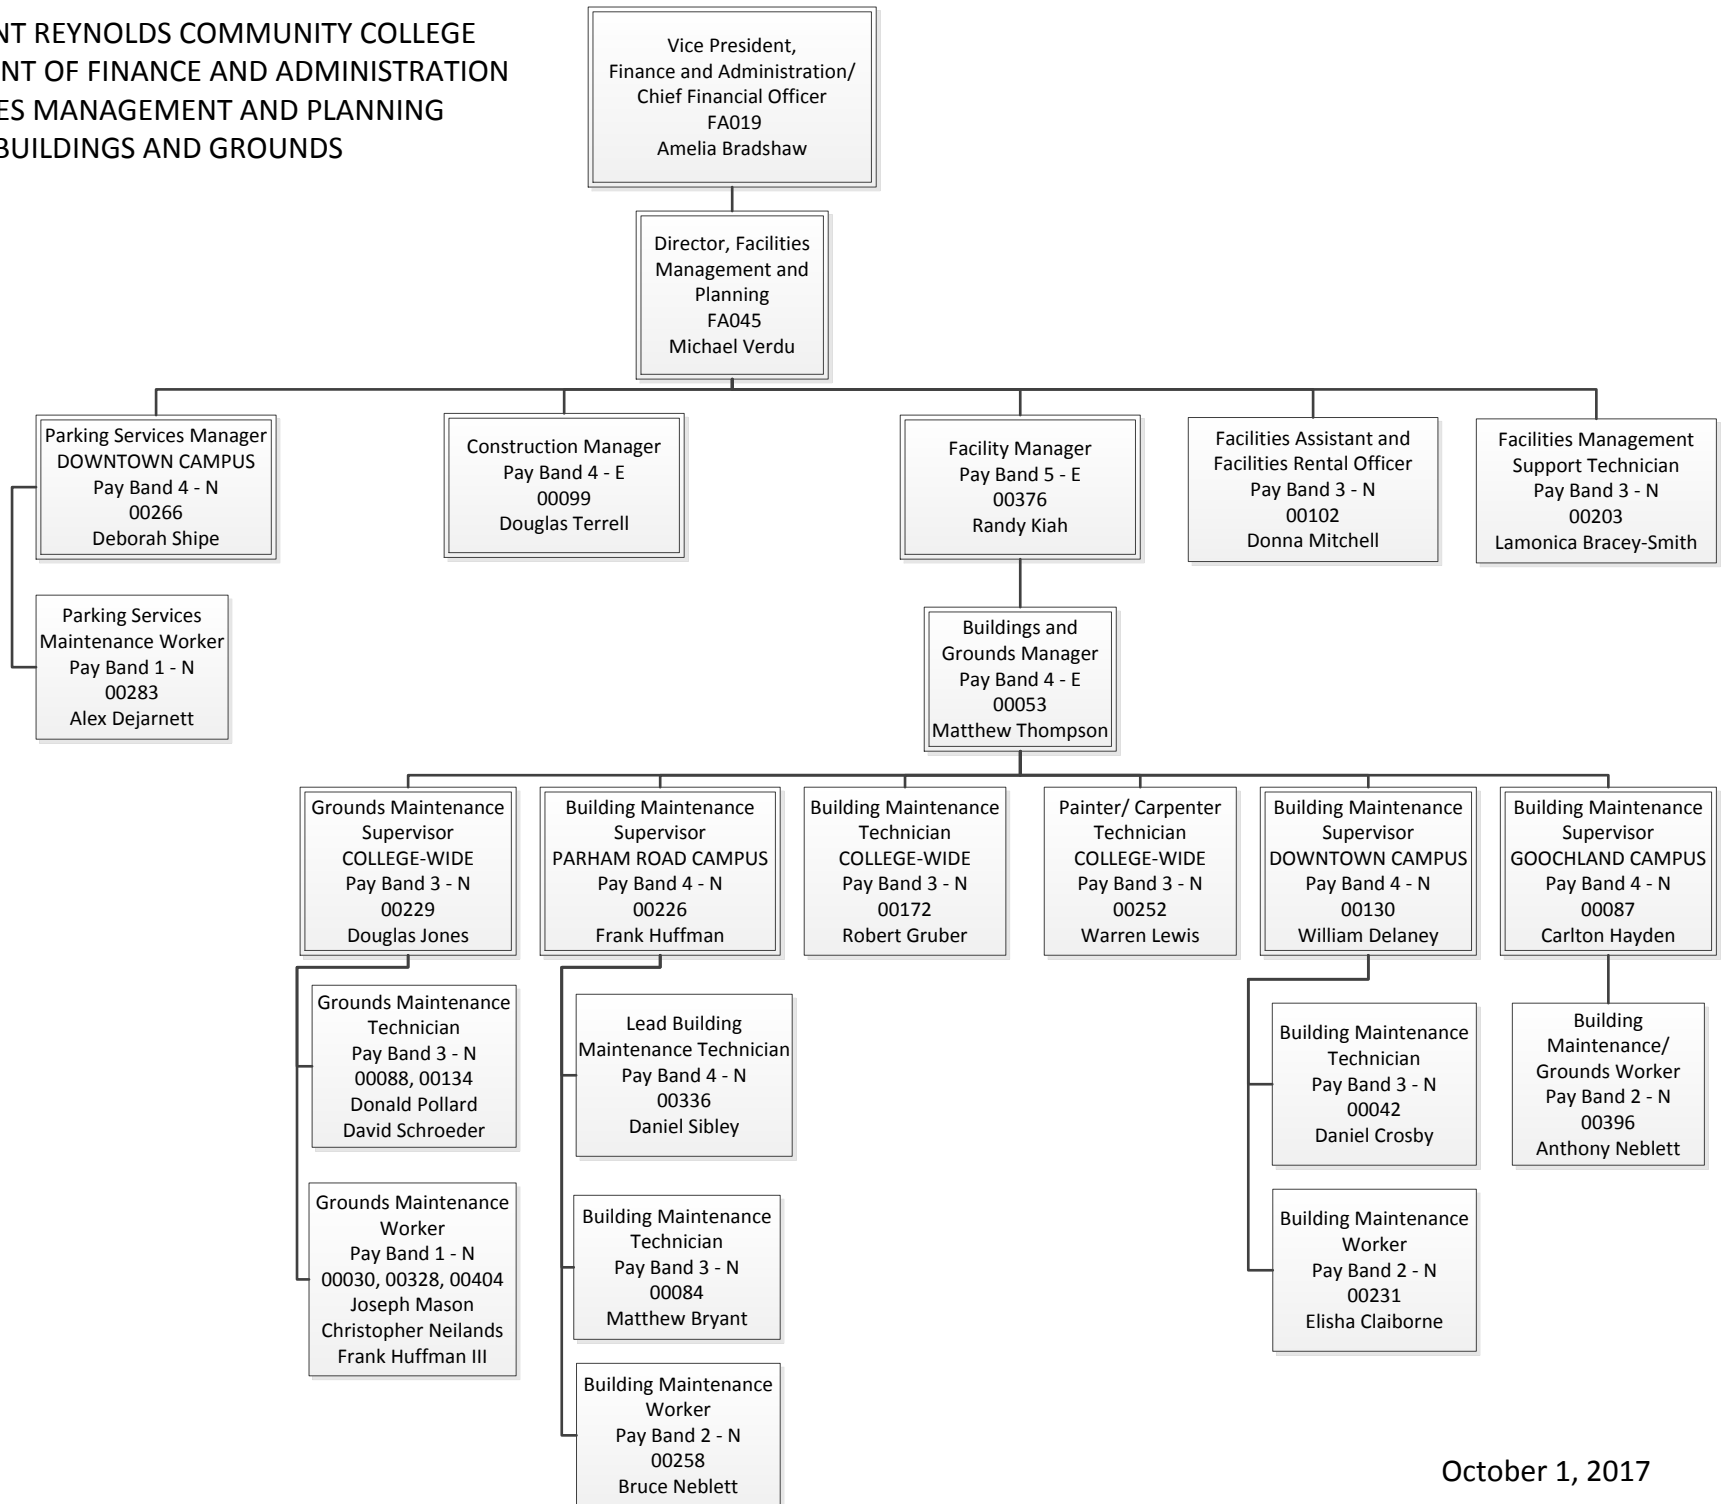 NT REYNOLDS COMMUNITY COLLEGE
NT OF FINANCE AND ADMINISTRATION
ES MANAGEMENT AND PLANNING
BUILDINGS AND GROUNDS
Vice President,
Finance and Administration/
Chief Financial Officer
FA019
Amelia Bradshaw
Director, Facilities
Management and
Planning
FA045
Michael Verdu
Parking Services Manager
DOWNTOWN CAMPUS
Pay Band 4 - N
00266
Deborah Shipe
Construction Manager
Pay Band 4 - E
00099
Douglas Terrell
Facility Manager
Pay Band 5 - E
00376
Randy Kiah
Facilities Assistant and
Facilities Rental Officer
Pay Band 3 - N
00102
Donna Mitchell
Facilities Management
Support Technician
Pay Band 3 - N
00203
Lamonica Bracey-Smith
Parking Services
Maintenance Worker
Pay Band 1 - N
00283
Alex Dejarnett
Buildings and
Grounds Manager
Pay Band 4 - E
00053
Matthew Thompson
Grounds Maintenance
Supervisor
COLLEGE-WIDE
Pay Band 3 - N
00229
Douglas Jones
Building Maintenance
Supervisor
PARHAM ROAD CAMPUS
Pay Band 4 - N
00226
Frank Huffman
Building Maintenance
Technician
COLLEGE-WIDE
Pay Band 3 - N
00172
Robert Gruber
Painter/ Carpenter
Technician
COLLEGE-WIDE
Pay Band 3 - N
00252
Warren Lewis
Building Maintenance
Supervisor
DOWNTOWN CAMPUS
Pay Band 4 - N
00130
William Delaney
Building Maintenance
Supervisor
GOOCHLAND CAMPUS
Pay Band 4 - N
00087
Carlton Hayden
Grounds Maintenance
Technician
Pay Band 3 - N
00088, 00134
Donald Pollard
David Schroeder
Lead Building
Maintenance Technician
Pay Band 4 - N
00336
Daniel Sibley
Building Maintenance
Technician
Pay Band 3 - N
00042
Daniel Crosby
Building
Maintenance/
Grounds Worker
Pay Band 2 - N
00396
Anthony Neblett
Grounds Maintenance
Worker
Pay Band 1 - N
00030, 00328, 00404
Joseph Mason
Christopher Neilands
Frank Huffman III
Building Maintenance
Technician
Pay Band 3 - N
00084
Matthew Bryant
Building Maintenance
Worker
Pay Band 2 - N
00231
Elisha Claiborne
Building Maintenance
Worker
Pay Band 2 - N
00258
Bruce Neblett
October 1, 2017